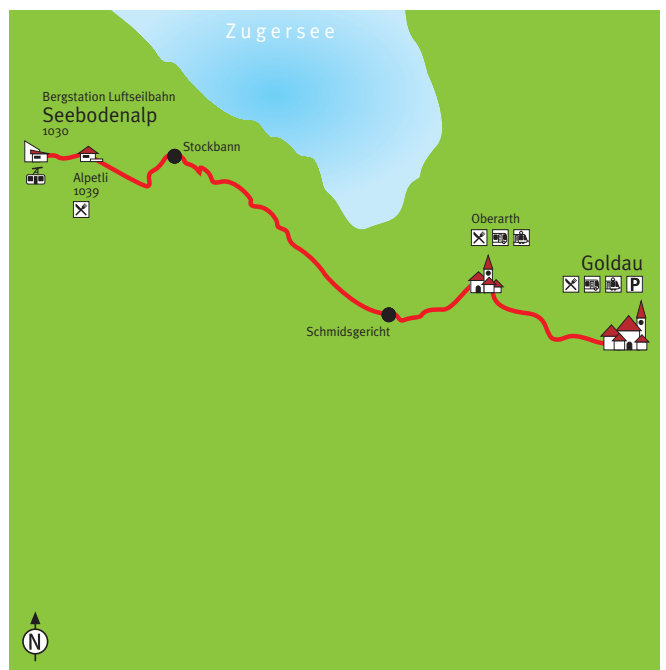 Zugersee
Bergstation Luftseilbahn
Seebodenalp
1030
Stockbann
Alpetli
1039
Oberarth
Goldau
P
Schmidsgericht
N